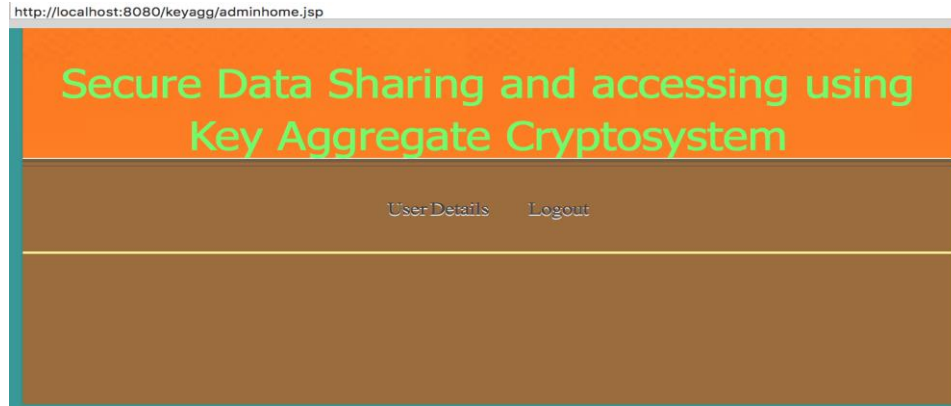 http://localhost:8080/keyagg/adminhome.jsp
Secure Data Sharing and accessing using
Key Aggregate Cryptosystem
User Details Logout